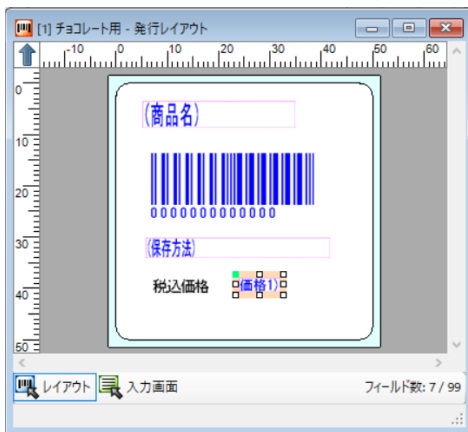 [1] チョコレート用 - 発行レイアウト
-10 0 10 20 30 40 50 60
0
10
20
30
40
50
(商品名)
0000000000000
(保存方法)
税込価格 価格1)
レイアウト 入力画面 フィールド数: 7 / 99